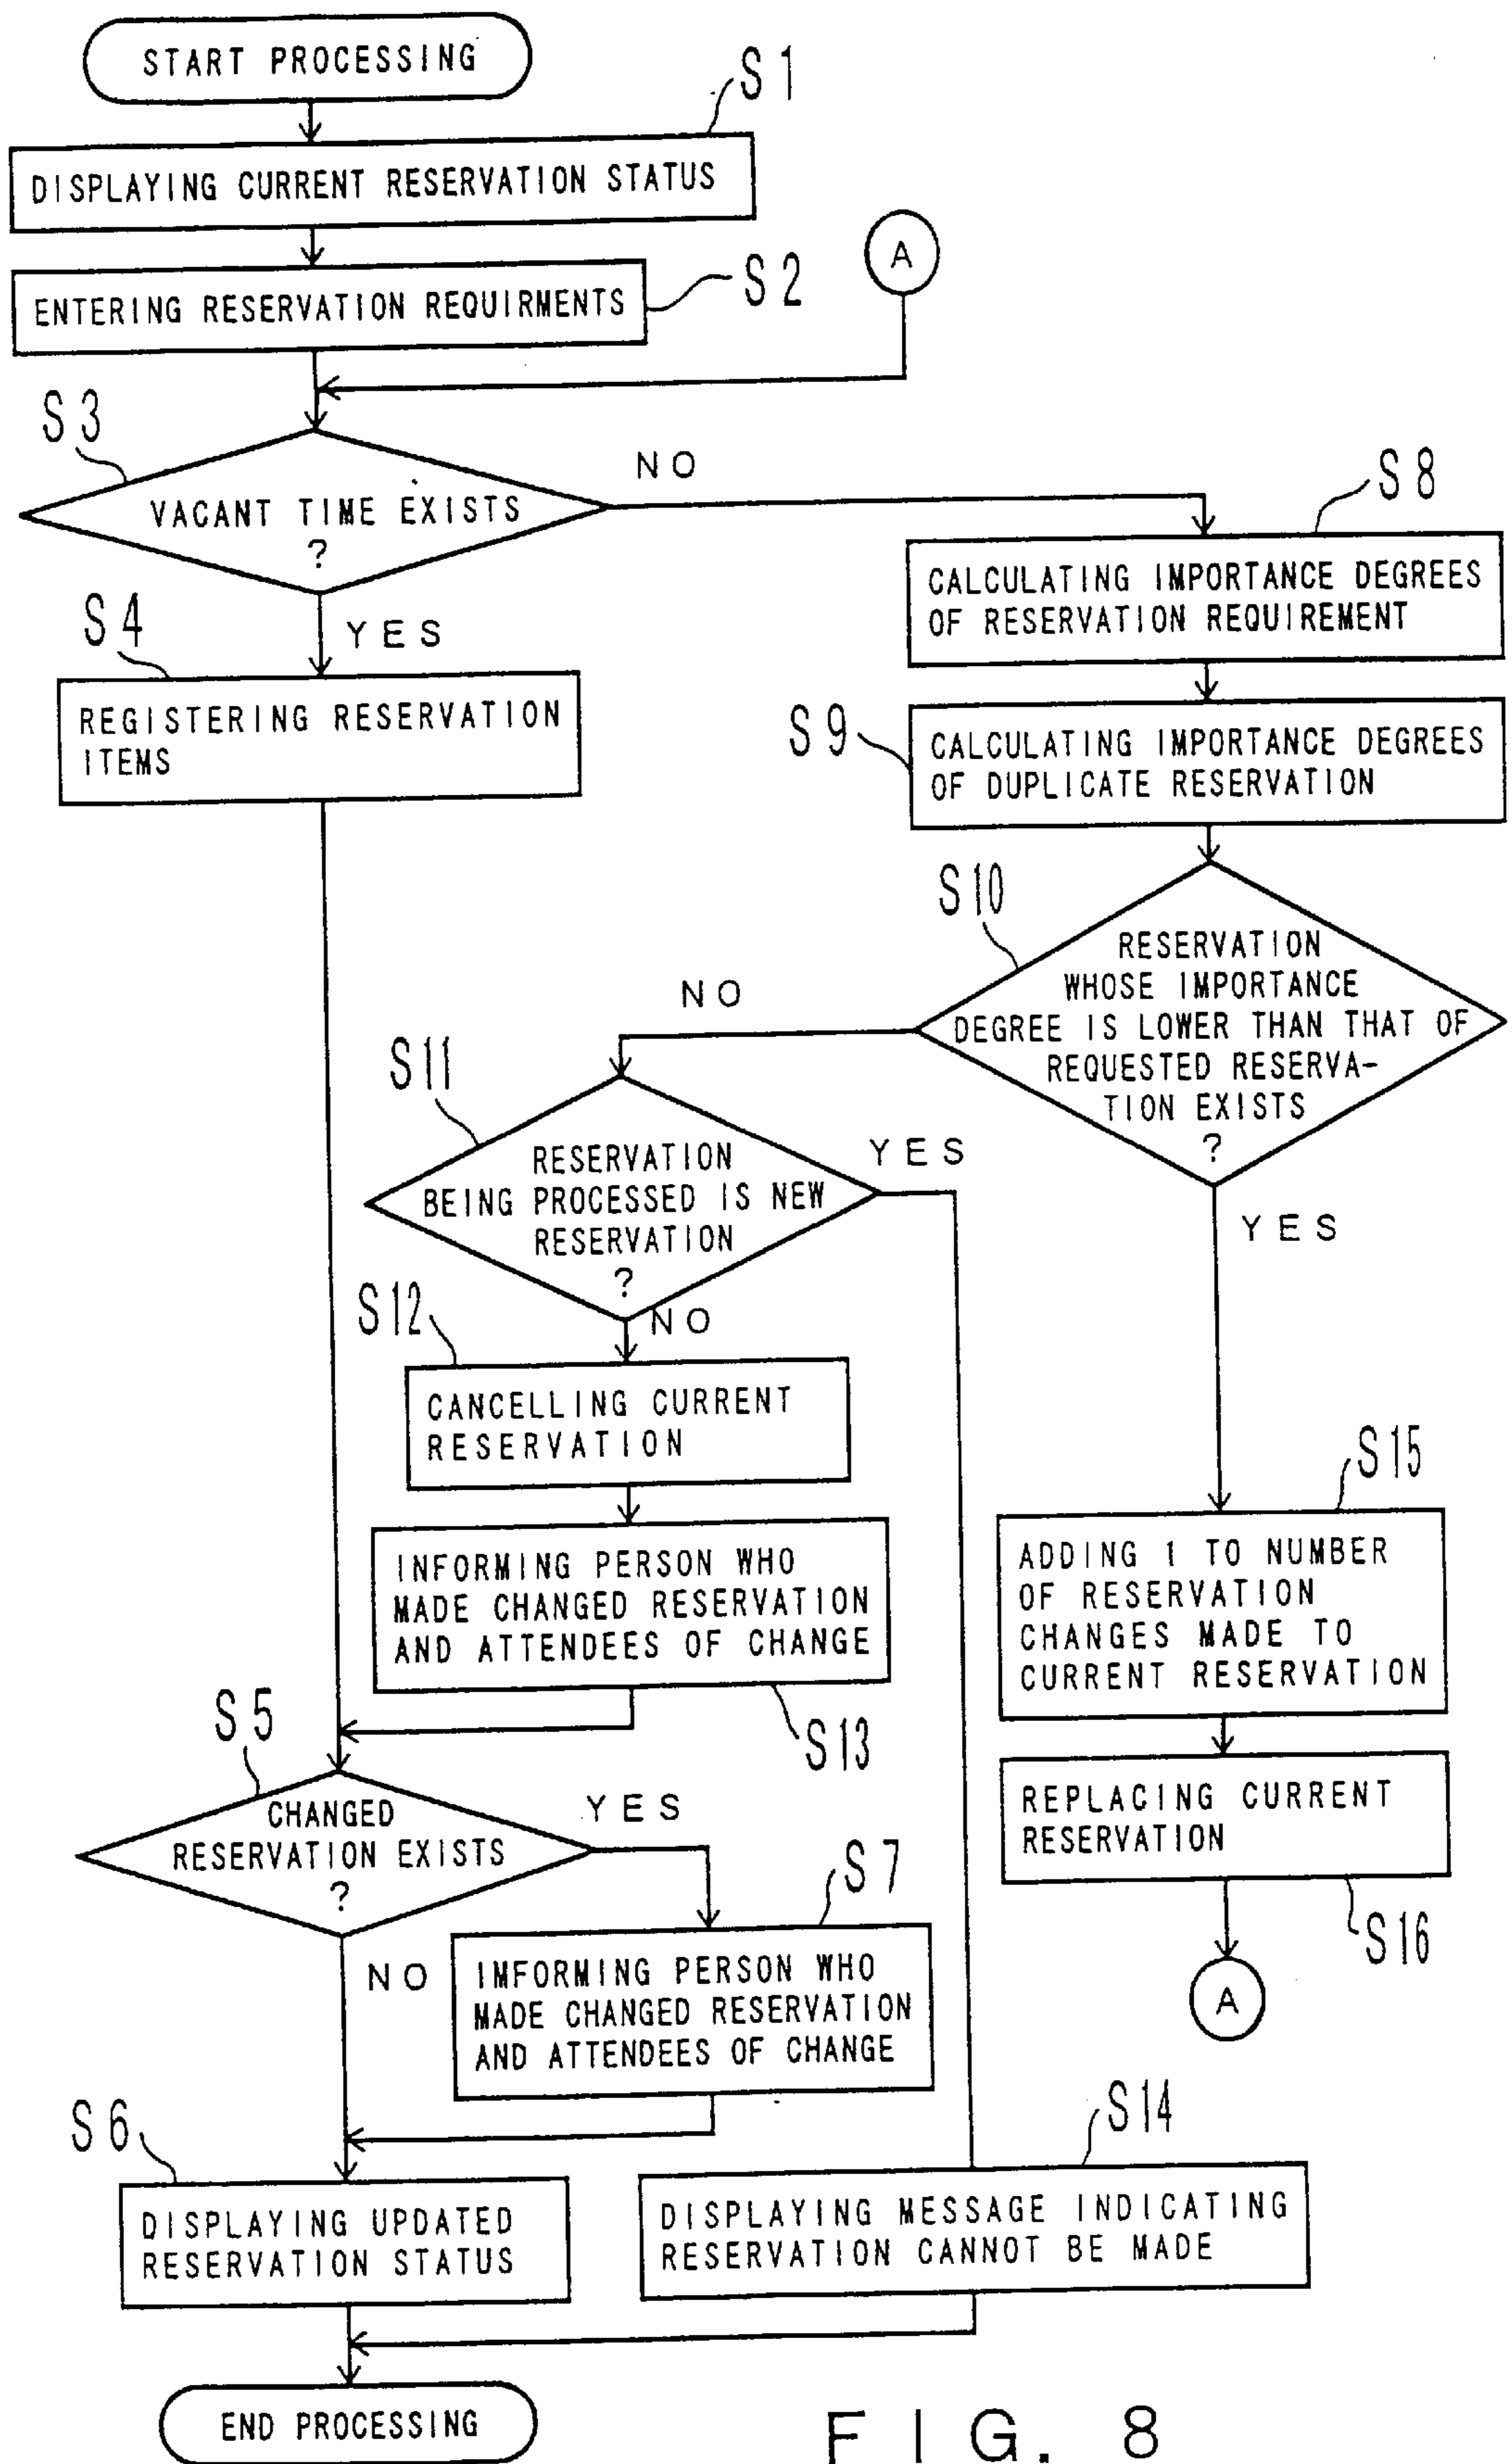 START PROCESSING
S1
DISPLAYING CURRENT RESERVATION STATUS
A
S2
ENTERING RESERVATION REQUIRMENTS
S3
NO
VACANT TIME EXISTS
?
S8
CALCULATING IMPORTANCE DEGREES
OF RESERVATION REQUIREMENT
S4
YES
REGISTERING RESERVATION
ITEMS
S9
CALCULATING IMPORTANCE DEGREES
OF DUPLICATE RESERVATION
S10
RESERVATION
WHOSE IMPORTANCE
DEGREE IS LOWER THAN THAT OF
REQUESTED RESERVA-
TION EXISTS
?
NO
YES
S11
RESERVATION
BEING PROCESSED IS NEW
RESERVATION
?
YES
S12
NO
CANCELLING CURRENT
RESERVATION
INFORMING PERSON WHO
MADE CHANGED RESERVATION
AND ATTENDEES OF CHANGE
S13
S15
ADDING 1 TO NUMBER
OF RESERVATION
CHANGES MADE TO
CURRENT RESERVATION
REPLACING CURRENT
RESERVATION
S16
A
S5
CHANGED
RESERVATION EXISTS
?
YES
S7
NO
IMFORMING PERSON WHO
MADE CHANGED RESERVATION
AND ATTENDEES OF CHANGE
S6
DISPLAYING UPDATED
RESERVATION STATUS
S14
DISPLAYING MESSAGE INDICATING
RESERVATION CANNOT BE MADE
END PROCESSING
FIG. 8